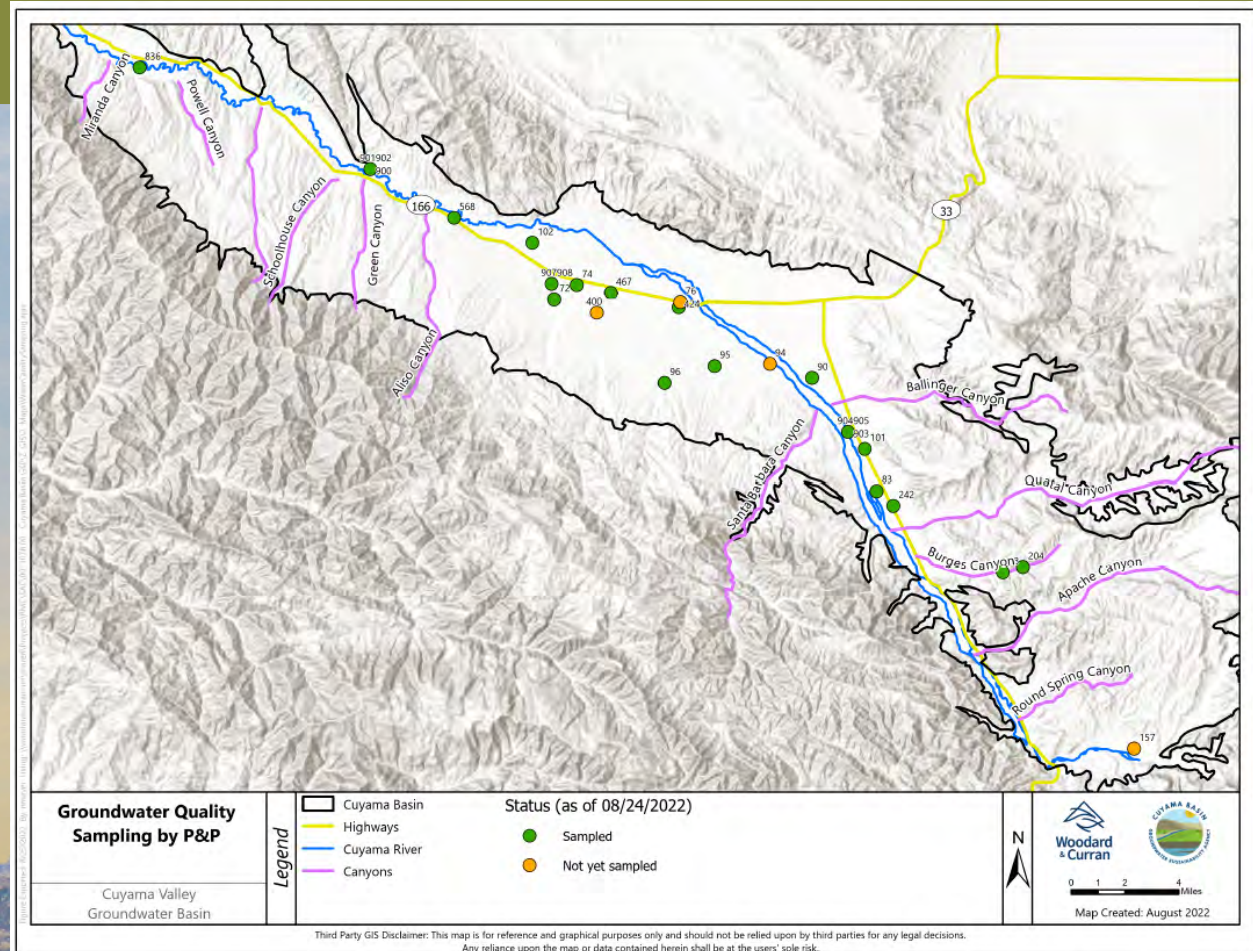 836
Miranda Canyon
Powell Canyon
901902
900
Schoolhouse Canyon
Green Canyon
166
568
33
102
907908
74
467
72
400
76
424
Aliso Canyon
95
94
96
90
Ballinger Canyon
904905
903
101
Santa Barbara Canyon
83
242
Quatal Canyon
Burges Canyon
204
Apache Canyon
Round Spring Canyon
157
Groundwater Quality
Sampling by P&P
Cuyama Valley
Groundwater Basin
Legend
Cuyama Basin
Highways
Cuyama River
Canyons
Status (as of 08/24/2022)
Sampled
Not yet sampled
N
Woodard
& Curran
CUYAMA BASIN
GROUNDWATER SUSTAINABILITY AGENCY
0 1 2 4
Miles
Map Created: August 2022
Third Party GIS Disclaimer: This map is for reference and graphical purposes only and should not be relied upon by third parties for any legal decisions.
Any reliance upon the map or data contained herein shall be at the users' sole risk.